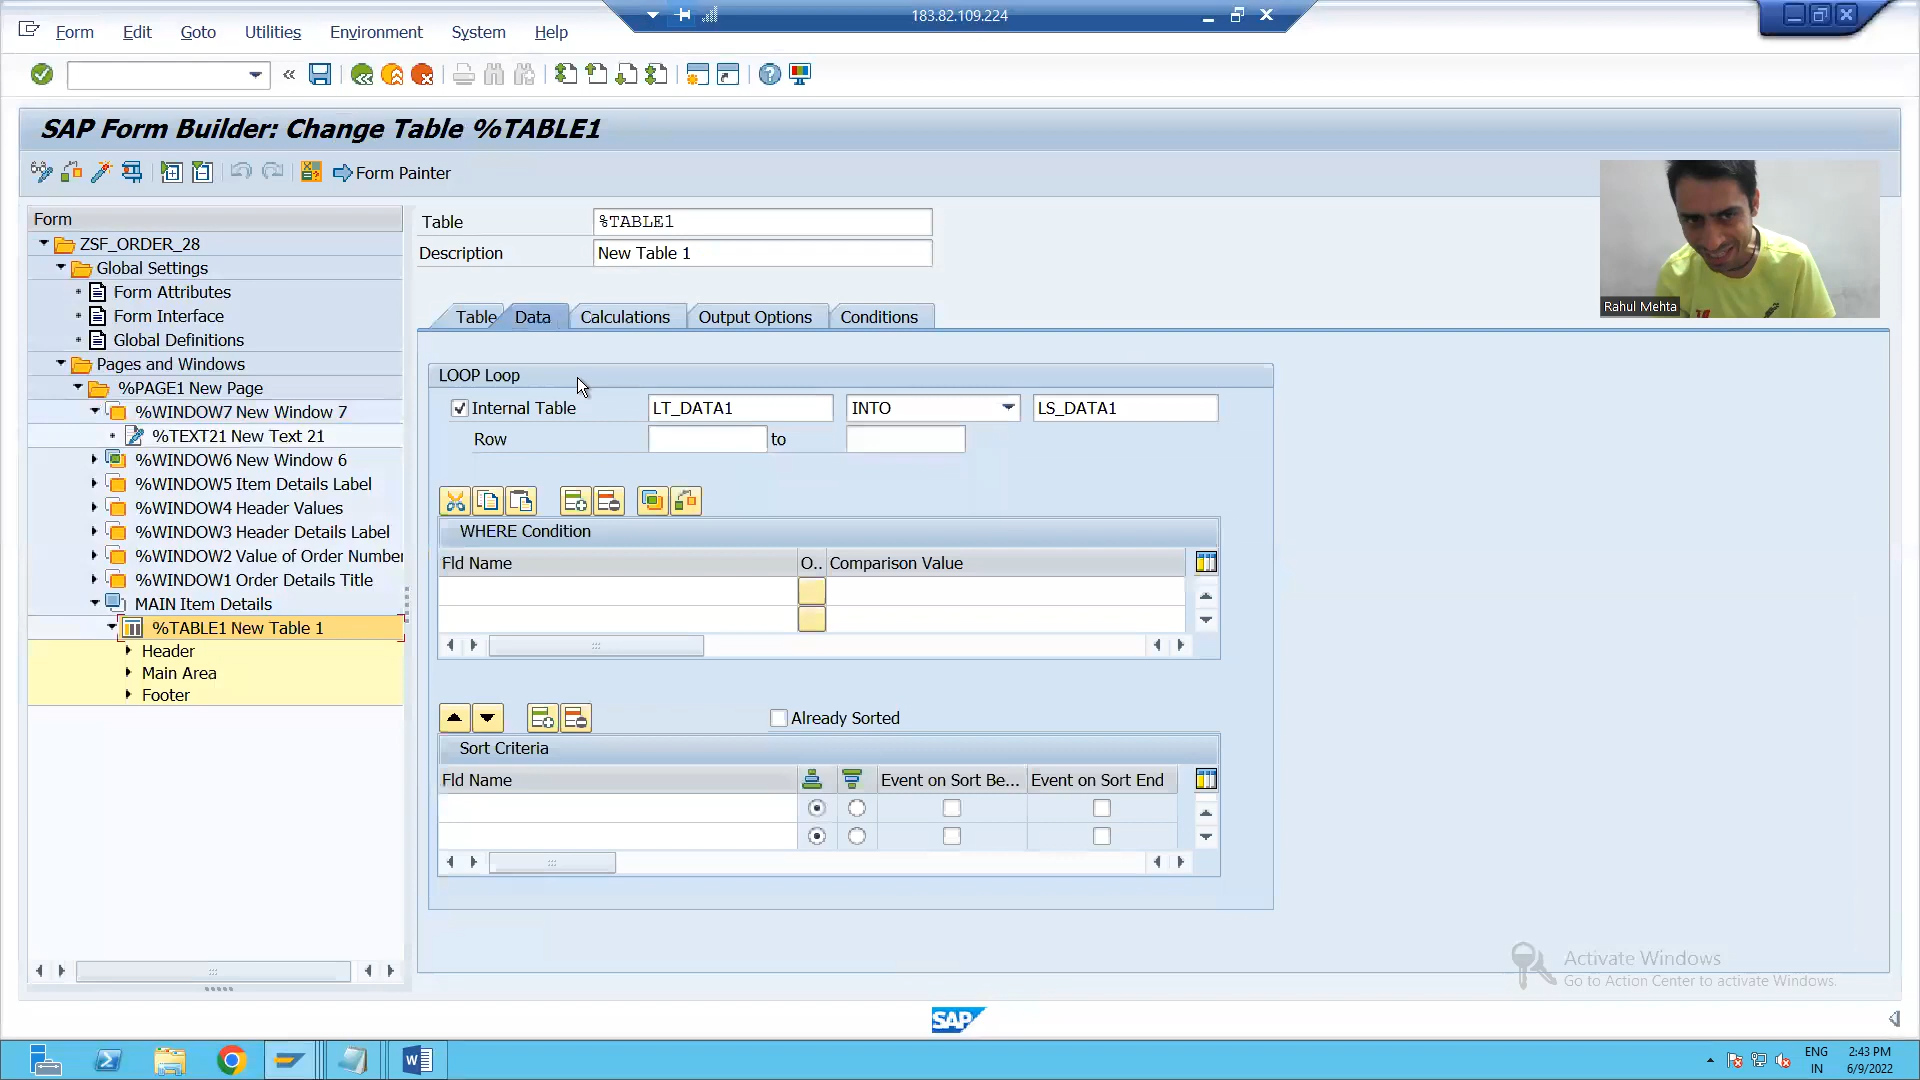 183.82.109.224
Form Edit Goto Utilities Environment System Help
SAP Form Builder: Change Table %TABLE1
Form Painter
Form
ZSF_ORDER_28
Global Settings
Form Attributes
Form Interface
Global Definitions
Pages and Windows
%PAGE1 New Page
%WINDOW7 New Window 7
%TEXT21 New Text 21
%WINDOW6 New Window 6
%WINDOW5 Item Details Label
%WINDOW4 Header Values
%WINDOW3 Header Details Label
%WINDOW2 Value of Order Number
%WINDOW1 Order Details Title
MAIN Item Details
%TABLE1 New Table 1
Header
Main Area
Footer
Table %TABLE1
Description New Table 1
Table Data Calculations Output Options Conditions
LOOP Loop
Internal Table LT_DATA1 INTO LS_DATA1
Row to
WHERE Condition
Fld Name O.. Comparison Value
Already Sorted
Sort Criteria
Fld Name Event on Sort Be... Event on Sort End
Rahul Mehta
Activate Windows
Go to Action Center to activate Windows.
SAP
ENG 2:43 PM
IN 6/9/2022